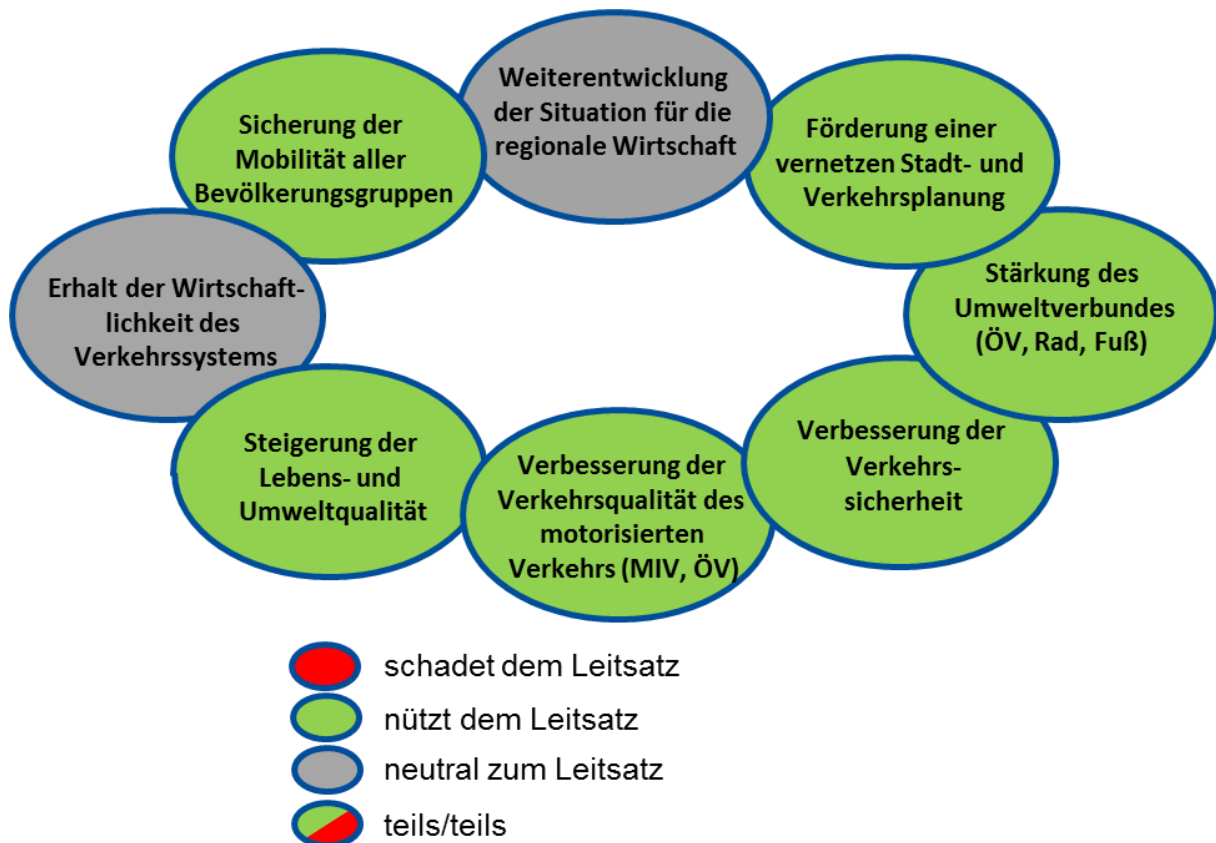 Weiterentwicklung
der Situation für die
regionale Wirtschaft
Sicherung der
Mobilität aller
Bevölkerungsgruppen
Förderung einer
vernetzen Stadt- und
Verkehrsplanung
Erhalt der Wirtschaft-
lichkeit des
Verkehrssystems
Stärkung des
Umweltverbundes
(ÖV, Rad, Fuß)
Steigerung der
Lebens- und
Umweltqualität
Verbesserung der
Verkehrsqualität des
motorisierten
Verkehrs (MIV, ÖV)
Verbesserung der
Verkehrs-
sicherheit
schadet dem Leitsatz
nützt dem Leitsatz
neutral zum Leitsatz
teils/teils